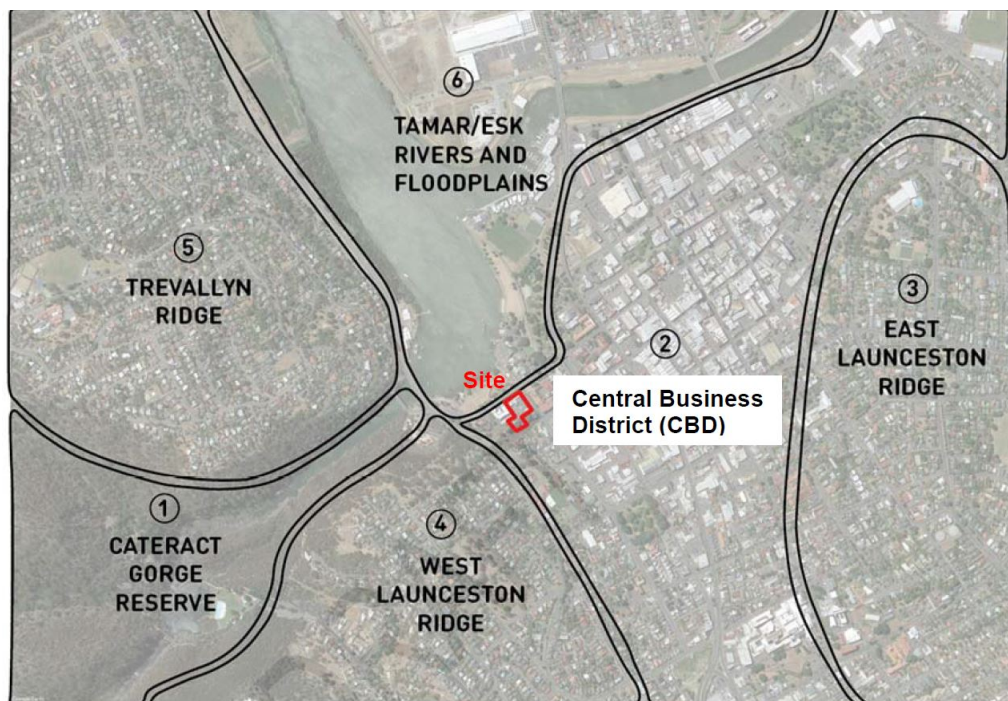 6
TAMAR/ESK
RIVERS AND
FLOODPLAINS
5
TREVALLYN
RIDGE
3
EAST
LAUNCESTON
RIDGE
2
Site
Central Business
District (CBD)
1
CATERACT
GORGE
RESERVE
4
WEST
LAUNCESTON
RIDGE